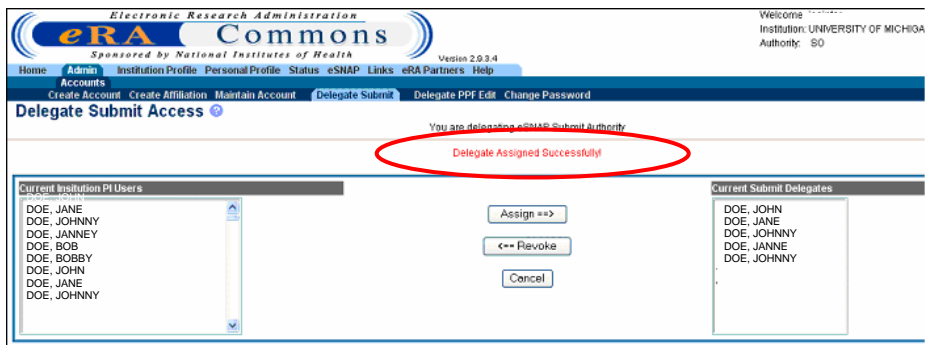 Electronic Research Administration
eRA Commons
Sponsored by National Institutes of Health
Version 2.9.3.4
Welcome
Institution: UNIVERSITY OF MICHIGA
Authority: SO
Home Admin Institution Profile Personal Profile Status eSNAP Links eRA Partners Help
Accounts
Create Account Create Affiliation Maintain Account Delegate Submit Delegate PPF Edit Change Password
Delegate Submit Access ?
You are delegating eSNAP Submit Authority
Delegate Assigned Successfully!
Current Insitution PI Users
DOE, JOHN
DOE, JANE
DOE, JOHNNY
DOE, JANNEY
DOE, BOB
DOE, BOBBY
DOE, JOHN
DOE, JANE
DOE, JOHNNY
Assign ==>
<== Revoke
Cancel
Current Submit Delegates
DOE, JOHN
DOE, JANE
DOE, JOHNNY
DOE, JANNE
DOE, JOHNNY